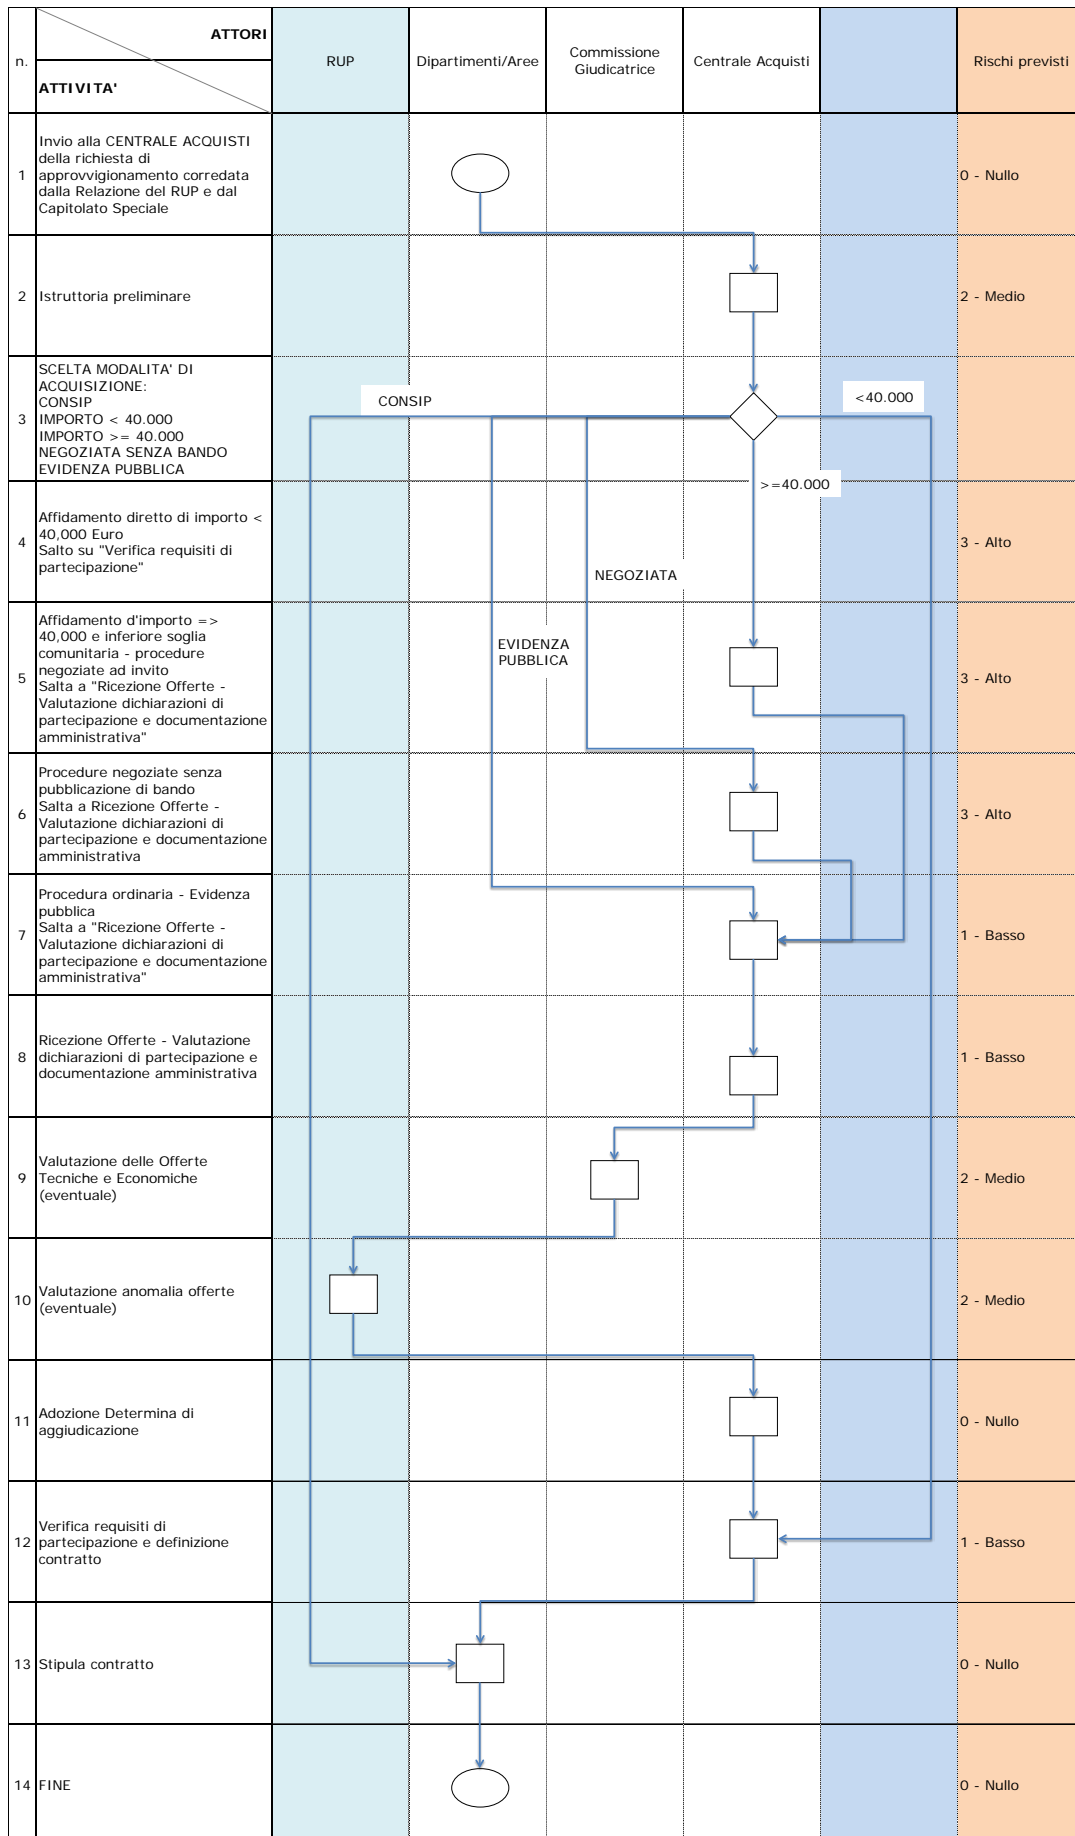 ATTORI
n.
ATTIVITA'
RUP
Dipartimenti/Aree
Commissione
Giudicatrice
Centrale Acquisti
Rischi previsti
1
Invio alla CENTRALE ACQUISTI
della richiesta di
approvvigionamento corredata
dalla Relazione del RUP e dal
Capitolato Speciale
0 - Nullo
2
Istruttoria preliminare
2 - Medio
3
SCELTA MODALITA' DI
ACQUISIZIONE:
CONSIP
IMPORTO < 40.000
IMPORTO >= 40.000
NEGOZIATA SENZA BANDO
EVIDENZA PUBBLICA
CONSIP
<40.000
>=40.000
4
Affidamento diretto di importo <
40,000 Euro
Salto su "Verifica requisiti di
partecipazione"
NEGOZIATA
3 - Alto
5
Affidamento d'importo =>
40,000 e inferiore soglia
comunitaria - procedure
negoziate ad invito
Salta a "Ricezione Offerte -
Valutazione dichiarazioni di
partecipazione e documentazione
amministrativa"
EVIDENZA
PUBBLICA
3 - Alto
6
Procedure negoziate senza
pubblicazione di bando
Salta a Ricezione Offerte -
Valutazione dichiarazioni di
partecipazione e documentazione
amministrativa
3 - Alto
7
Procedura ordinaria - Evidenza
pubblica
Salta a "Ricezione Offerte -
Valutazione dichiarazioni di
partecipazione e documentazione
amministrativa"
1 - Basso
8
Ricezione Offerte - Valutazione
dichiarazioni di partecipazione e
documentazione amministrativa
1 - Basso
9
Valutazione delle Offerte
Tecniche e Economiche
(eventuale)
2 - Medio
10
Valutazione anomalia offerte
(eventuale)
2 - Medio
11
Adozione Determina di
aggiudicazione
0 - Nullo
12
Verifica requisiti di
partecipazione e definizione
contratto
1 - Basso
13
Stipula contratto
0 - Nullo
14
FINE
0 - Nullo